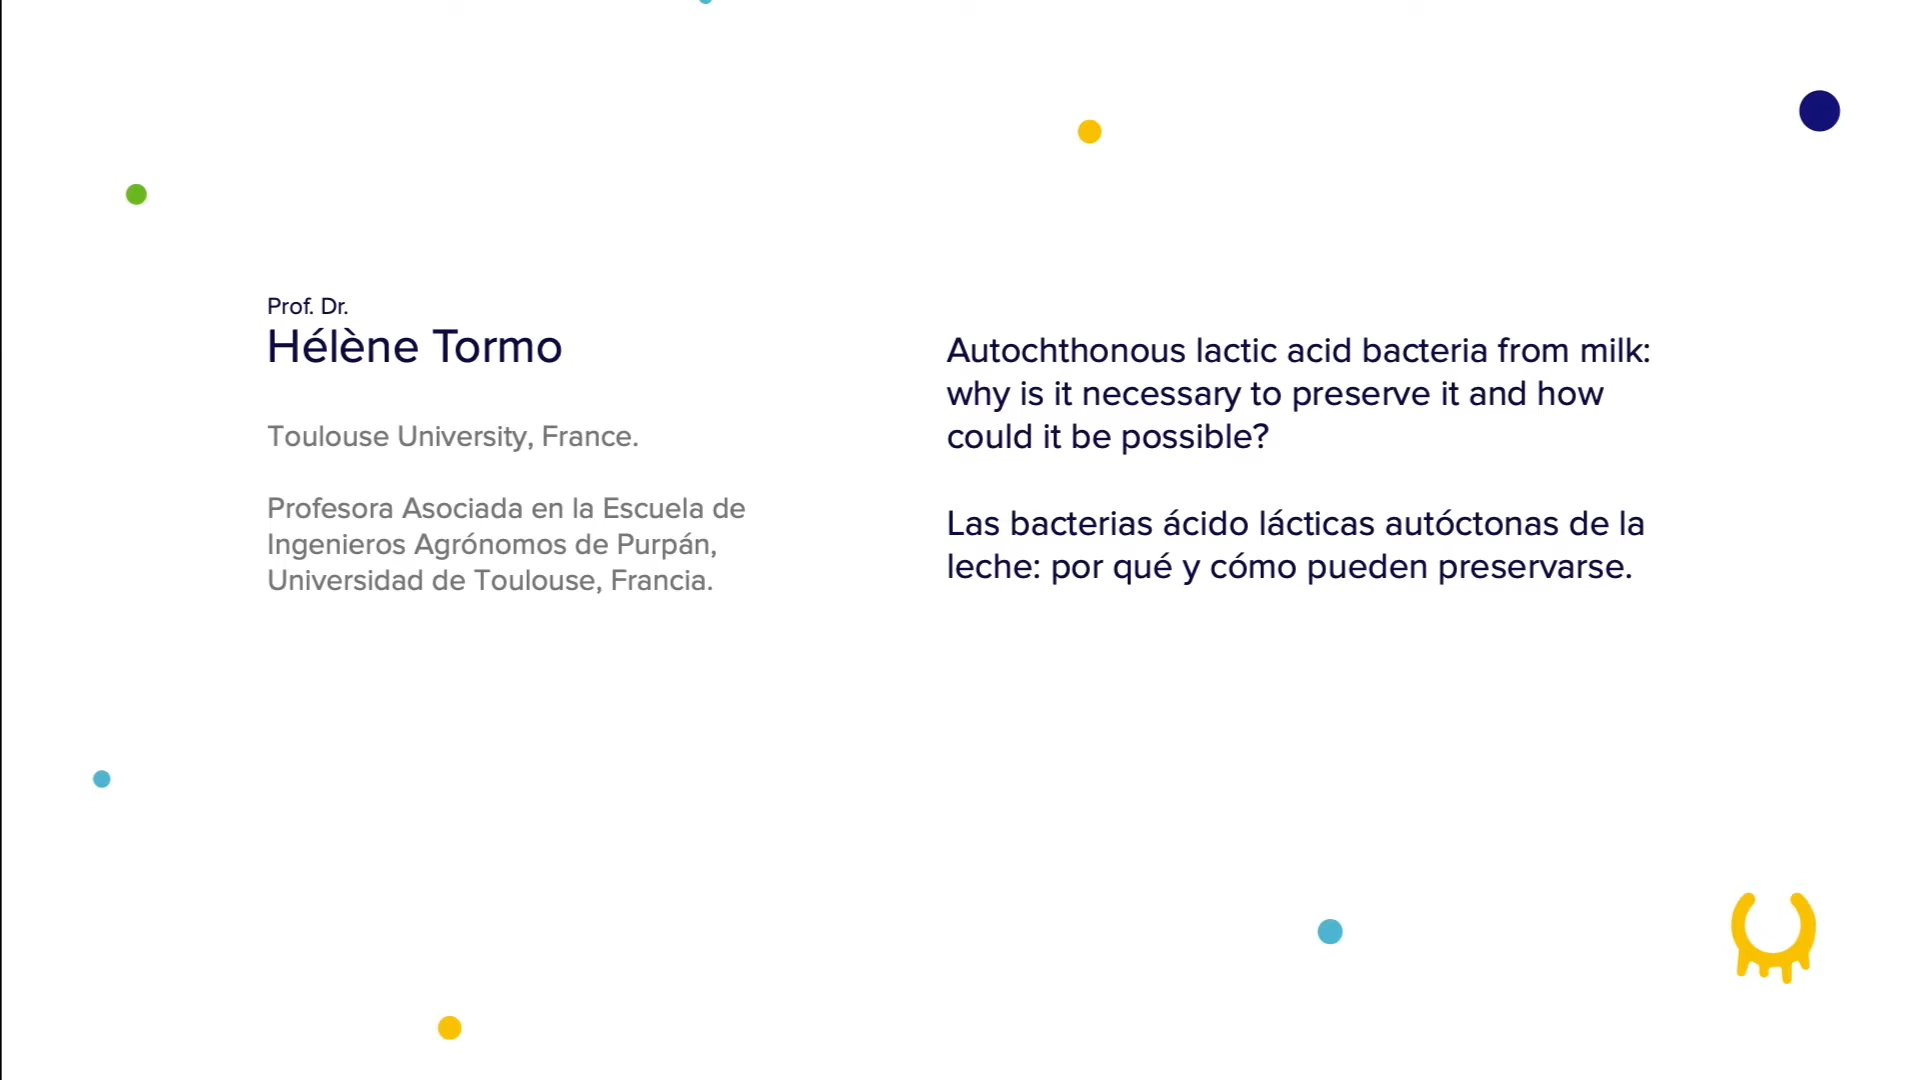 Prof. Dr.
Hélène Tormo
Toulouse University, France.
Profesora Asociada en la Escuela de
Ingenieros Agrónomos de Purpán,
Universidad de Toulouse, Francia.
Autochthonous lactic acid bacteria from milk:
why is it necessary to preserve it and how
could it be possible?
Las bacterias ácido lácticas autóctonas de la
leche: por qué y cómo pueden preservarse.